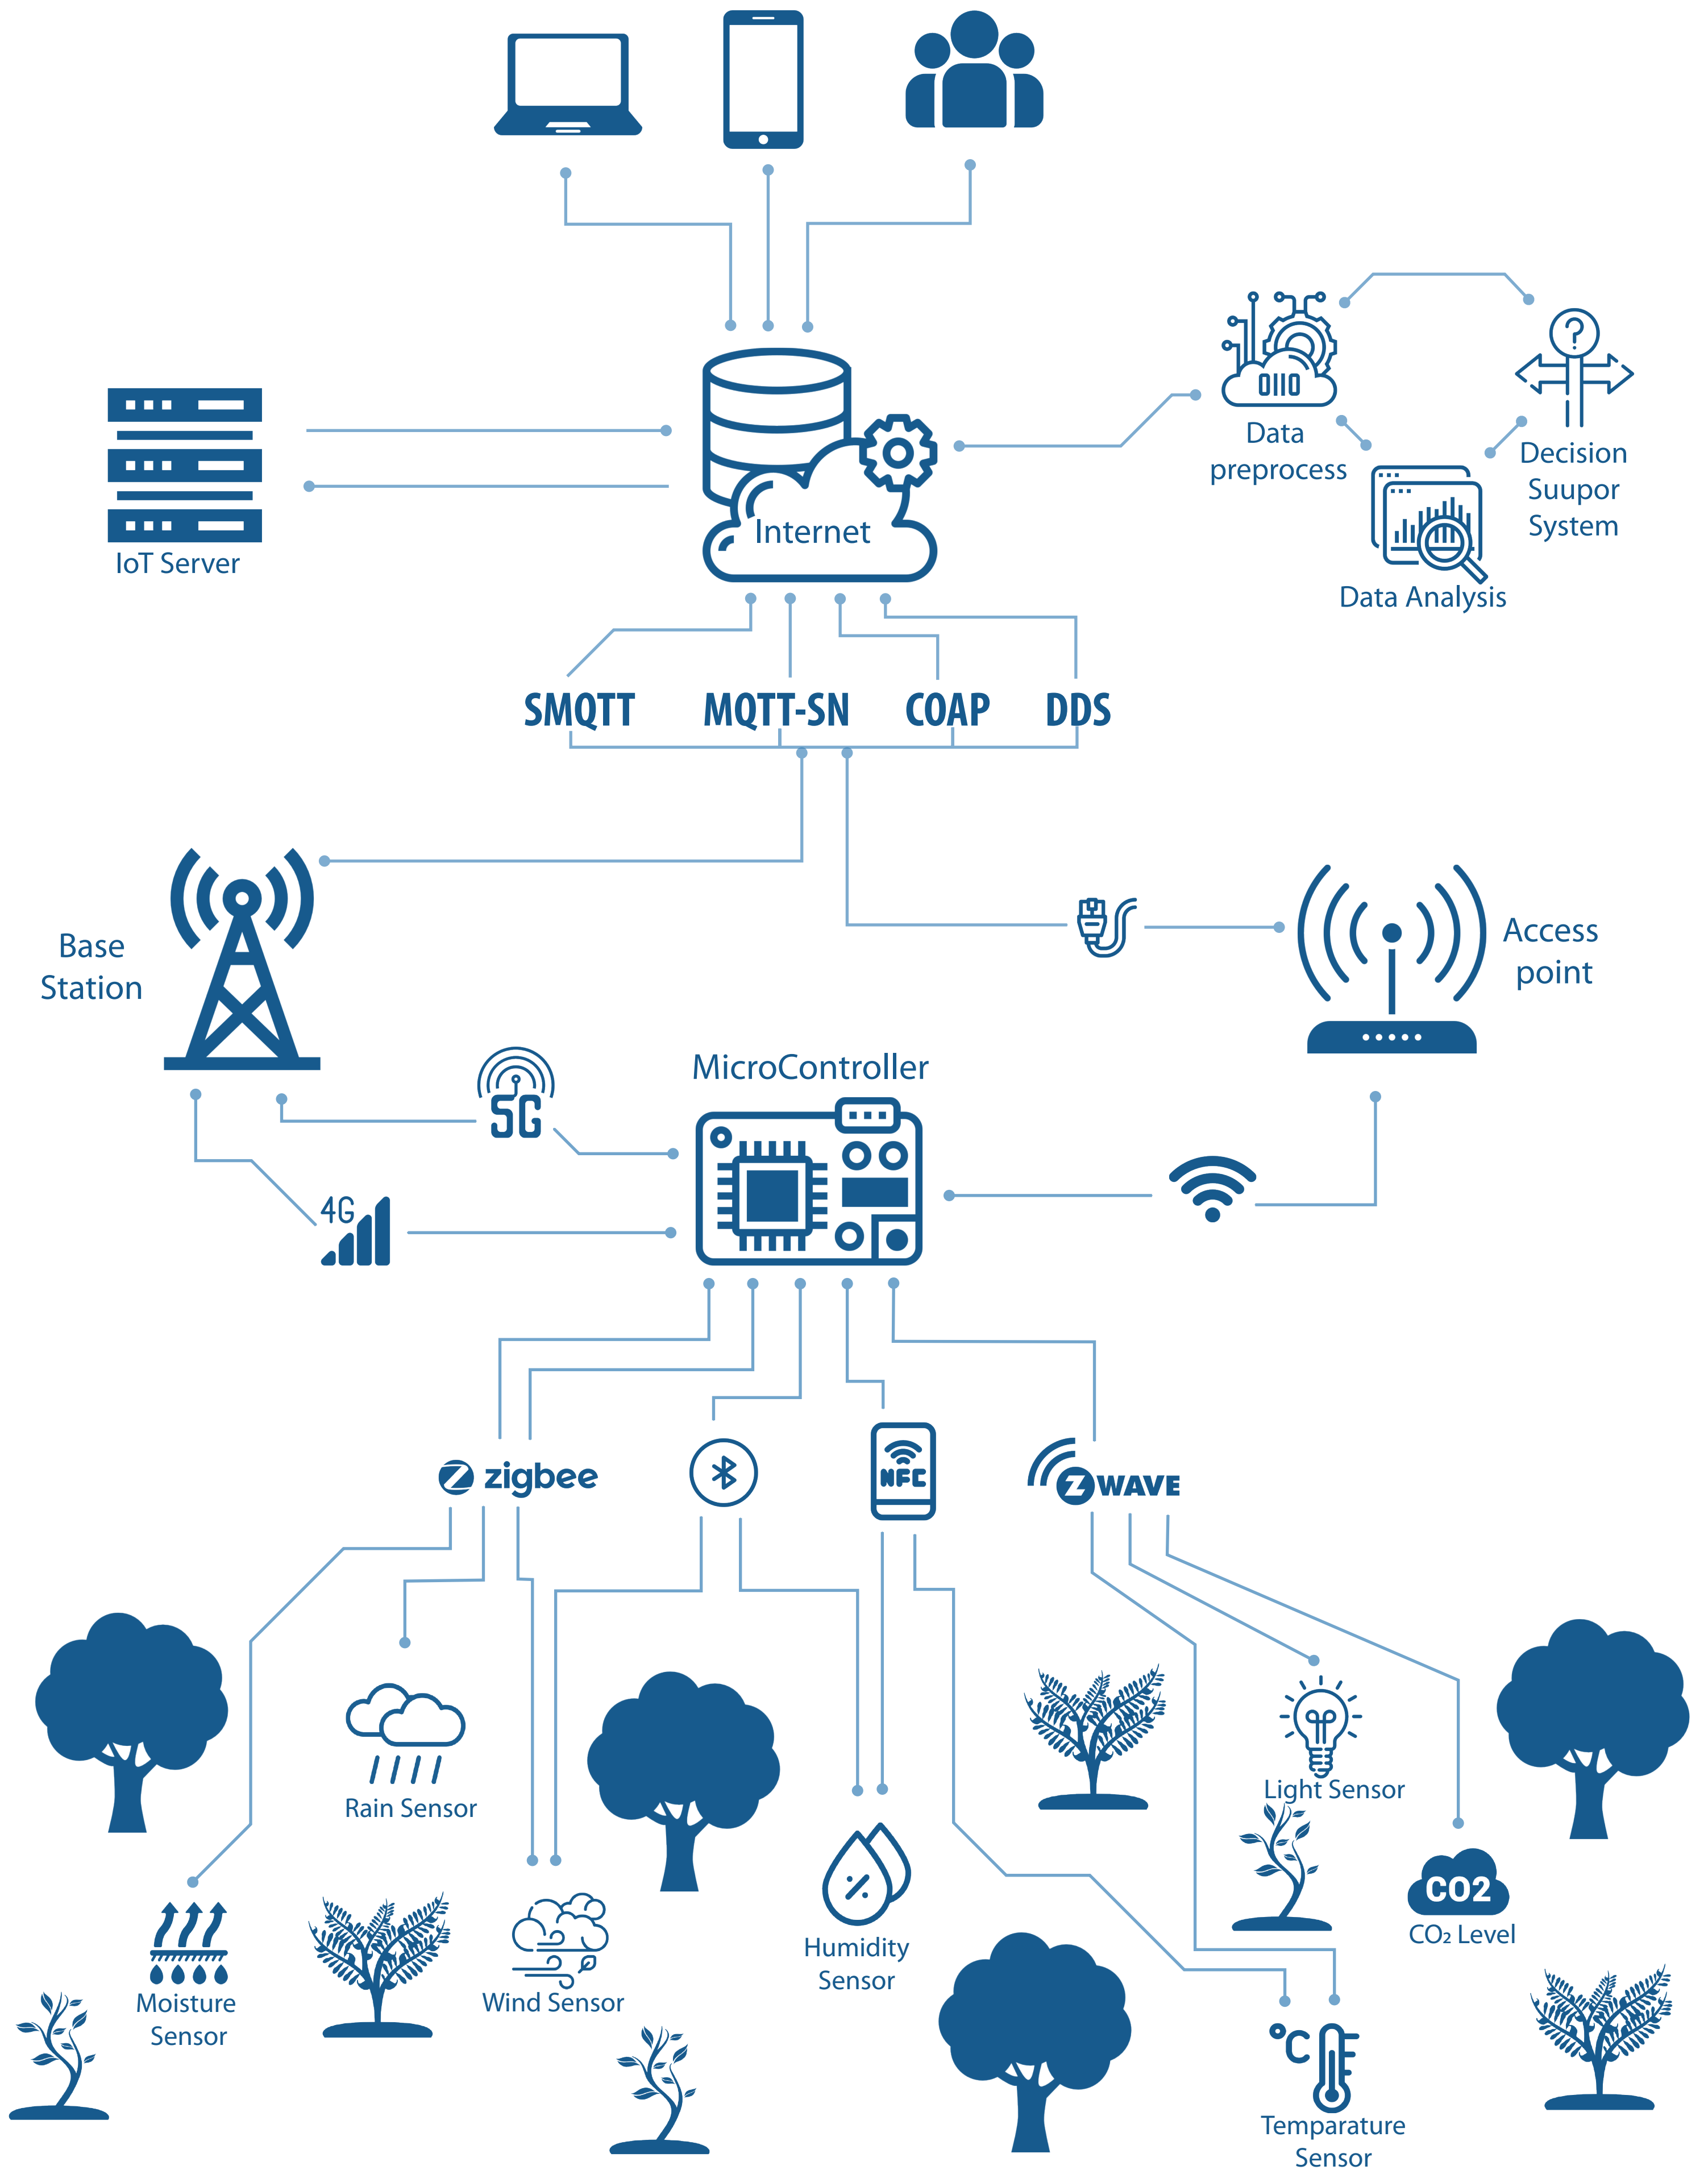 0110
Data
preprocess
Decision
Suupor
System
Data Analysis
IoT Server
Internet
SMQTT
MQTT-SN
COAP
DDS
Base
Station
Access
point
5G
MicroController
4G
zigbee
NFC
Z WAVE
Rain Sensor
Light Sensor
CO2
CO₂ Level
Humidity
Sensor
Moisture
Sensor
Wind Sensor
°C
Temparature
Sensor